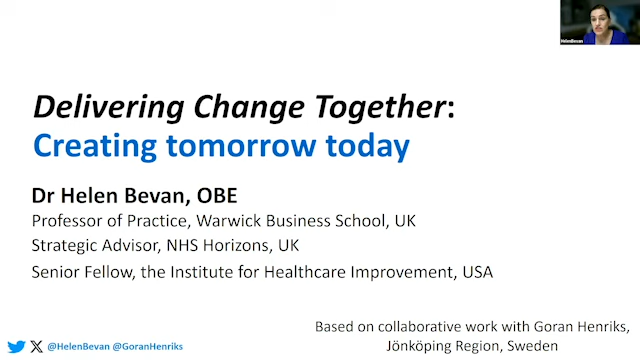 HelenBevan
Delivering Change Together:
Creating tomorrow today
Dr Helen Bevan, OBE
Professor of Practice, Warwick Business School, UK
Strategic Advisor, NHS Horizons, UK
Senior Fellow, the Institute for Healthcare Improvement, USA
Based on collaborative work with Goran Henriks,
Jönköping Region, Sweden
@HelenBevan @GoranHenriks